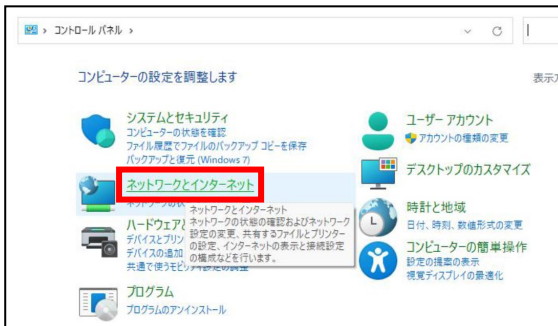 コントロール パネル
コンピューターの設定を調整します
表示方
システムとセキュリティ
コンピューターの状態を確認
ファイル履歴でファイルのバックアップ コピーを保存
バックアップと復元 (Windows 7)
ネットワークとインターネット
ネットワークとインターネット
ネットワークの状態の確認およびネットワーク
設定の変更、共有するファイルとプリンター
の設定、インターネットの表示と接続設定
の構成などを行います。
ハードウェアと
デバイスとプリン
デバイスの追加
共通で使うモビリティ設定の調整
プログラム
プログラムのアンインストール
ユーザー アカウント
アカウントの種類の変更
デスクトップのカスタマイズ
時計と地域
日付、時刻、数値形式の変更
コンピューターの簡単操作
設定の提案の表示
視覚ディスプレイの最適化